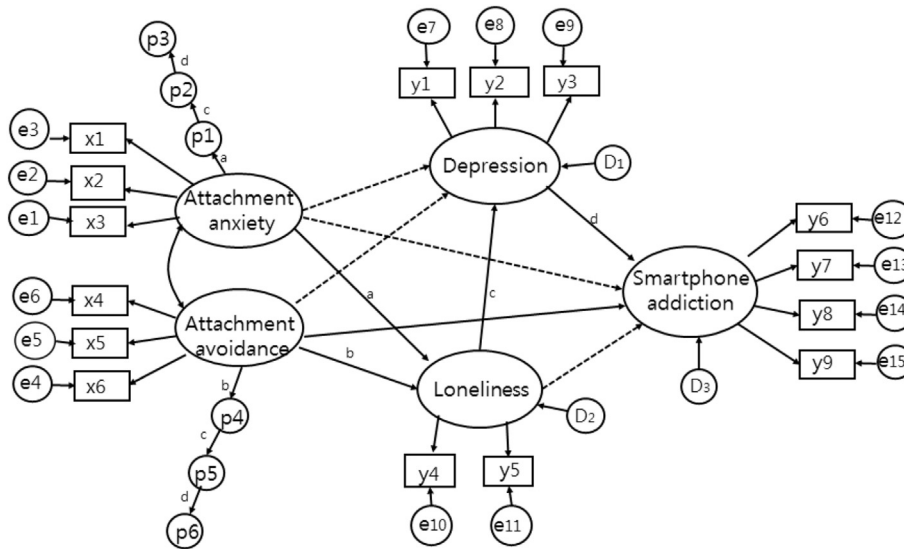 e7
e8
e9
p3
d
p2
c
p1
a
y1
y2
y3
e3
x1
e2
x2
e1
x3
Attachment
anxiety
Depression
D1
d
y6
e12
y7
e13
Smartphone
addiction
y8
e14
y9
e15
D3
a
c
e6
x4
e5
x5
e4
x6
Attachment
avoidance
b
b
Loneliness
D2
p4
c
p5
d
p6
y4
y5
e10
e11